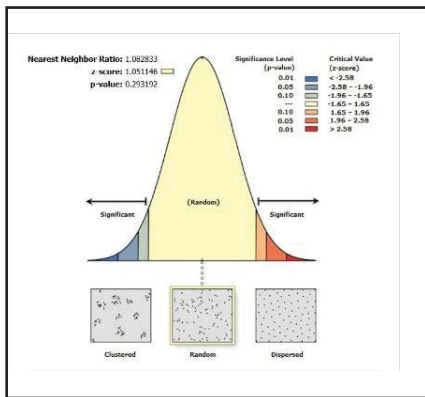 Nearest Neighbor Ratio: 1.082833
z-score: 1.051146
p-value: 0.293192
Significance Level
(p-value)
Critical Value
(z-score)
0.01 < -2.58
0.05 -2.58 - -1.96
0.10 -1.96 - -1.65
--- -1.65 - 1.65
0.10 1.65 - 1.96
0.05 1.96 - 2.58
0.01 > 2.58
Significant
(Random)
Significant
Clustered
Random
Dispersed